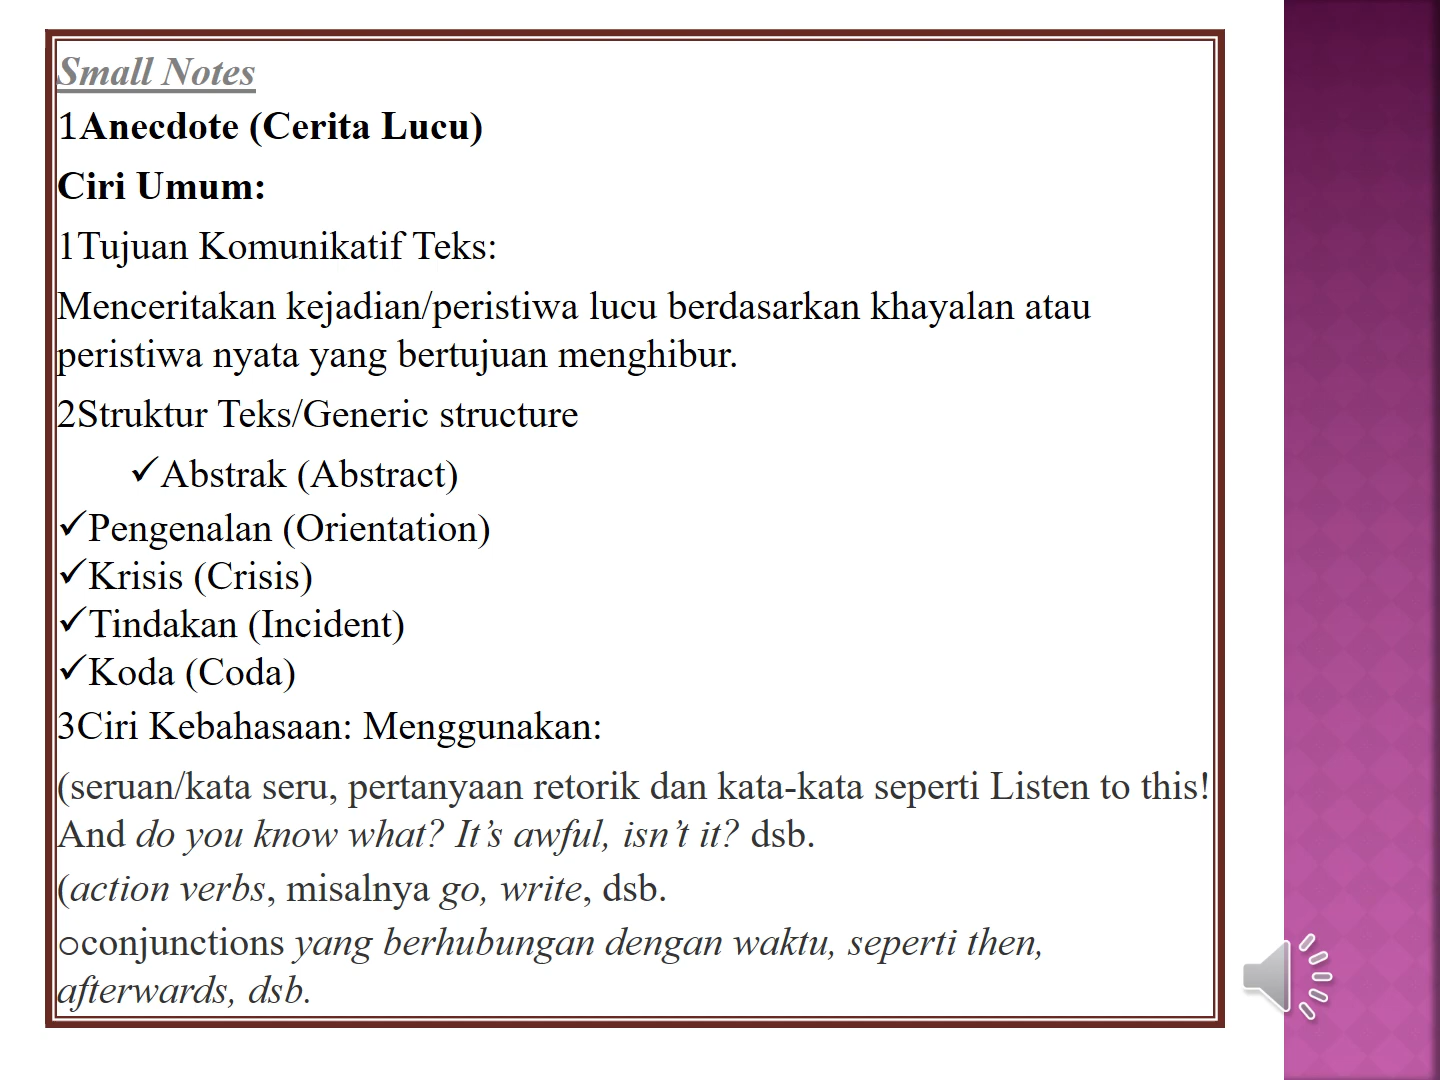 Small Notes
1Anecdote (Cerita Lucu)
Ciri Umum:
1Tujuan Komunikatif Teks:
Menceritakan kejadian/peristiwa lucu berdasarkan khayalan atau
peristiwa nyata yang bertujuan menghibur.
2Struktur Teks/Generic structure
✓Abstrak (Abstract)
✓Pengenalan (Orientation)
✓Krisis (Crisis)
✓Tindakan (Incident)
✓Koda (Coda)
3Ciri Kebahasaan: Menggunakan:
(seruan/kata seru, pertanyaan retorik dan kata-kata seperti Listen to this!
And do you know what? It’s awful, isn’t it? dsb.
(action verbs, misalnya go, write, dsb.
oconjunctions yang berhubungan dengan waktu, seperti then,
afterwards, dsb.